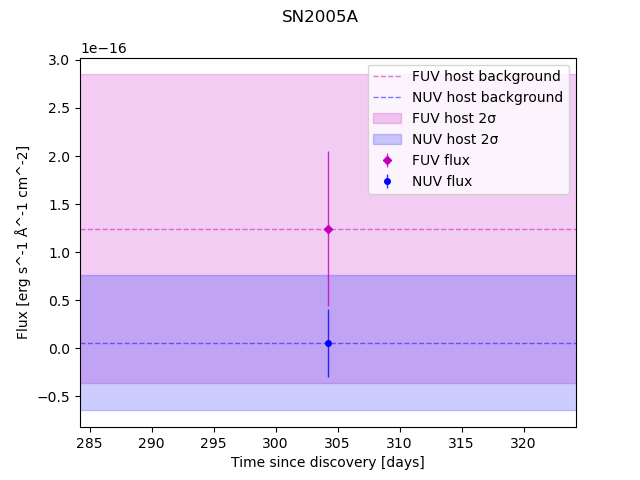 SN2005A
1e−16
3.0
2.5
2.0
1.5
1.0
0.5
0.0
−0.5
Flux [erg s^-1 Å^-1 cm^-2]
FUV host background
NUV host background
FUV host 2σ
NUV host 2σ
FUV flux
NUV flux
285 290 295 300 305 310 315 320
Time since discovery [days]